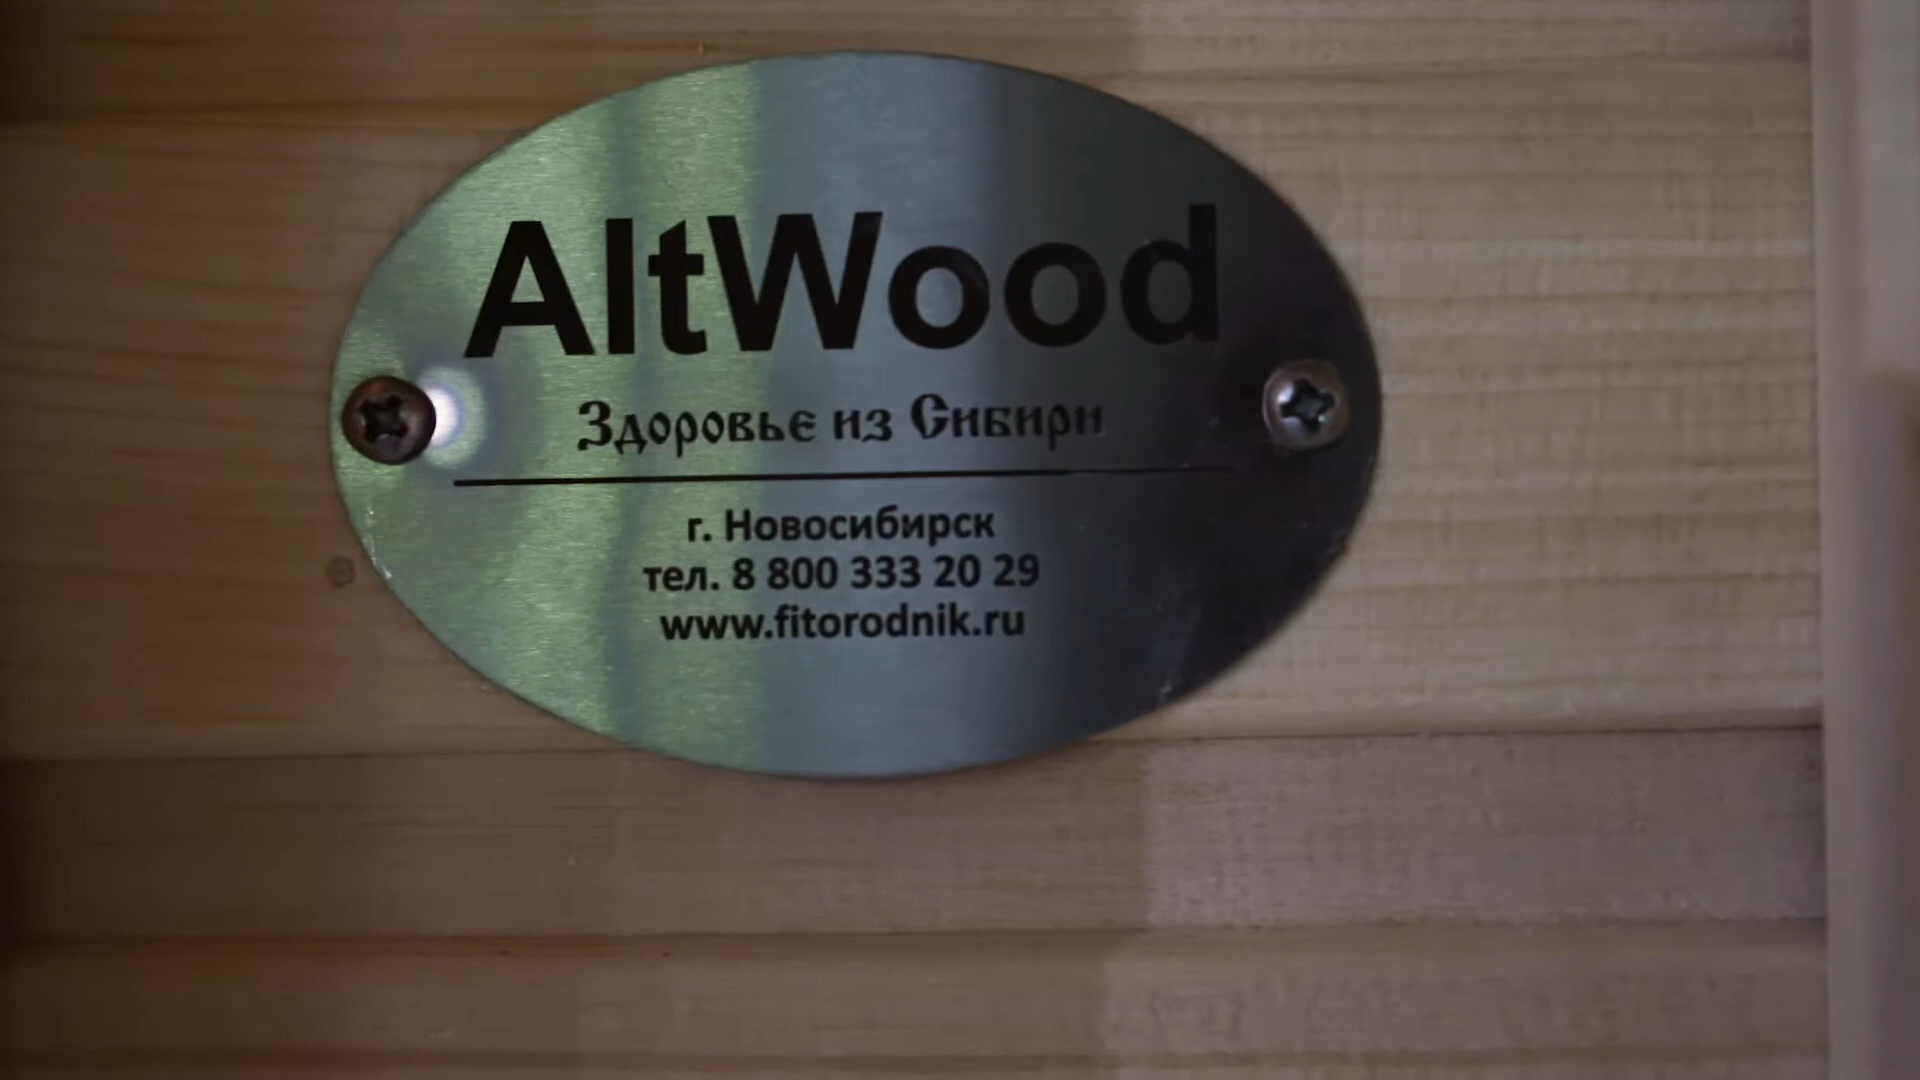 AltWood
Здоровье из Сибири
г. Новосибирск
тел. 8 800 333 20 29
www.fitorodnik.ru